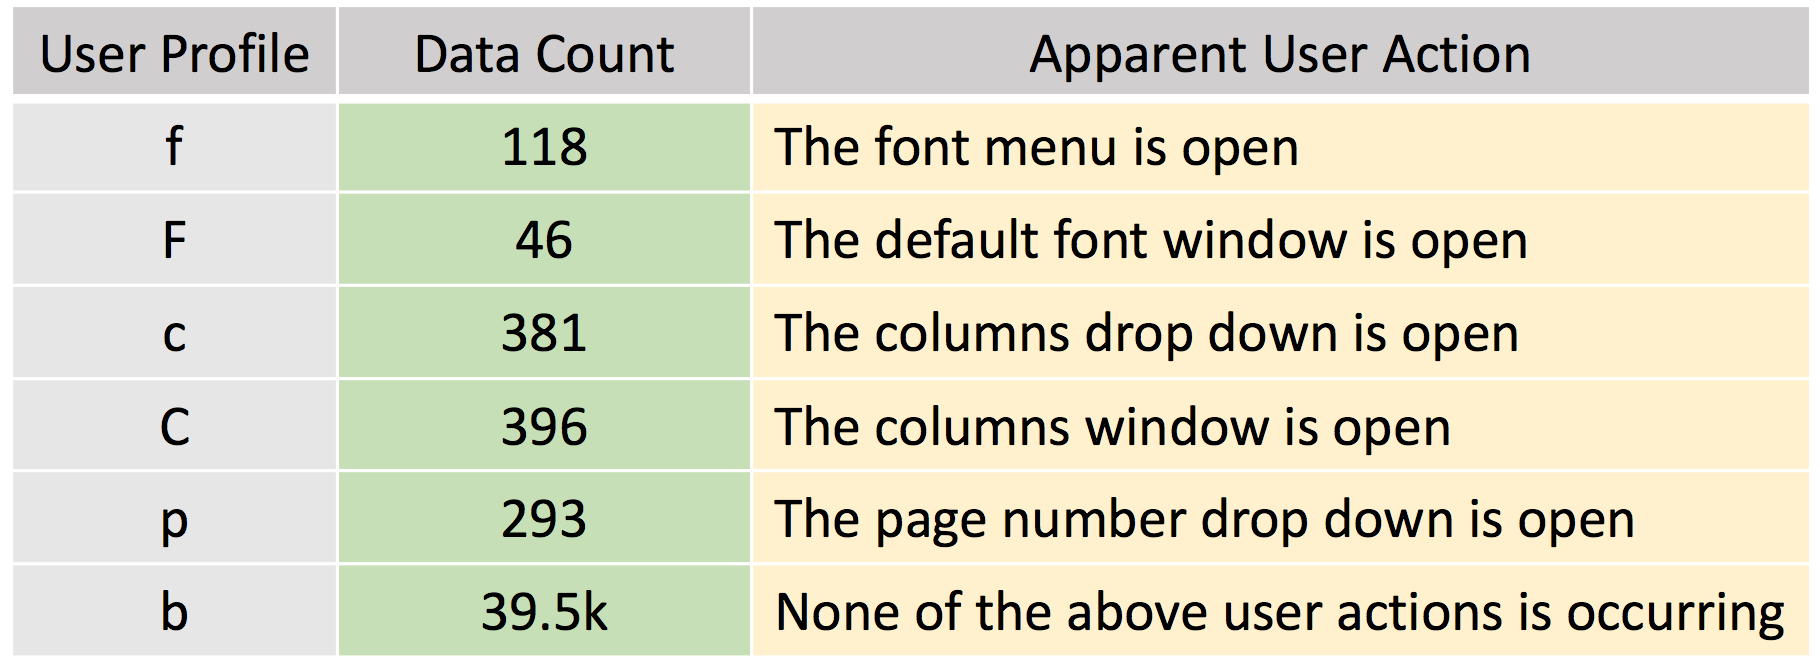 User Profile Data Count Apparent User Action
f 118 The font menu is open
F 46 The default font window is open
c 381 The columns drop down is open
C 396 The columns window is open
p 293 The page number drop down is open
b 39.5k None of the above user actions is occurring